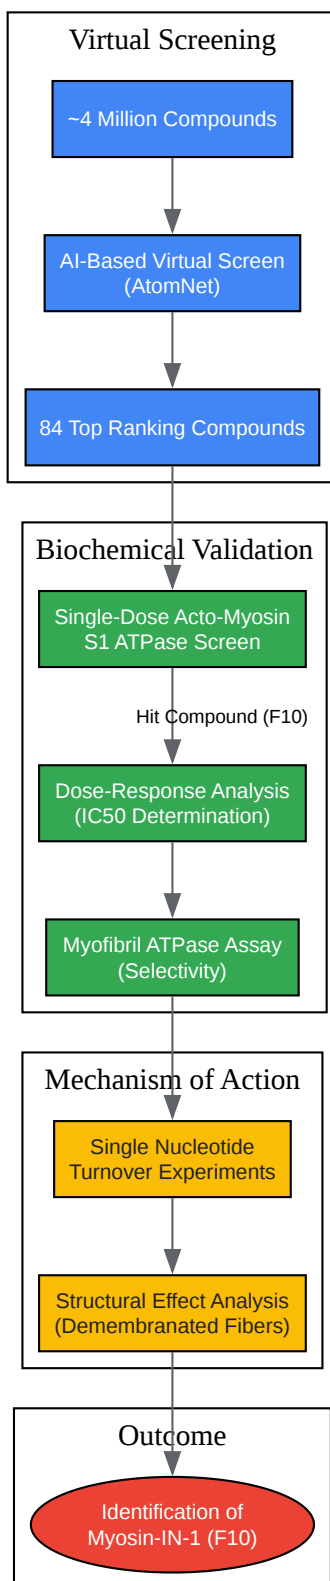 Virtual Screening
~4 Million Compounds
AI-Based Virtual Screen
(AtomNet)
84 Top Ranking Compounds
Biochemical Validation
Single-Dose Acto-Myosin
S1 ATPase Screen
Hit Compound (F10)
Dose-Response Analysis
(IC50 Determination)
Myofibril ATPase Assay
(Selectivity)
Mechanism of Action
Single Nucleotide
Turnover Experiments
Structural Effect Analysis
(Demembranated Fibers)
Outcome
Identification of
Myosin-IN-1 (F10)